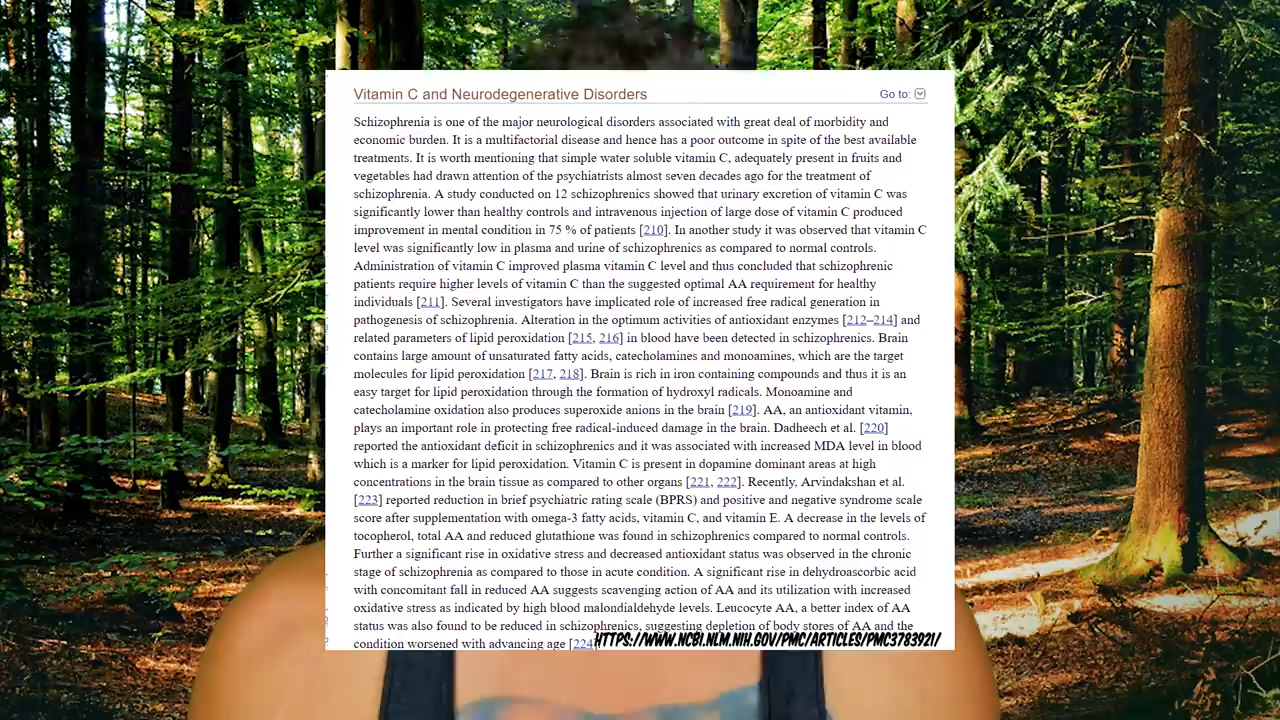 Vitamin C and Neurodegenerative Disorders
Go to:
Schizophrenia is one of the major neurological disorders associated with great deal of morbidity and
economic burden. It is a multifactorial disease and hence has a poor outcome in spite of the best available
treatments. It is worth mentioning that simple water soluble vitamin C, adequately present in fruits and
vegetables had drawn attention of the psychiatrists almost seven decades ago for the treatment of
schizophrenia. A study conducted on 12 schizophrenics showed that urinary excretion of vitamin C was
significantly lower than healthy controls and intravenous injection of large dose of vitamin C produced
improvement in mental condition in 75 % of patients [210]. In another study it was observed that vitamin C
level was significantly low in plasma and urine of schizophrenics as compared to normal controls.
Administration of vitamin C improved plasma vitamin C level and thus concluded that schizophrenic
patients require higher levels of vitamin C than the suggested optimal AA requirement for healthy
individuals [211]. Several investigators have implicated role of increased free radical generation in
pathogenesis of schizophrenia. Alteration in the optimum activities of antioxidant enzymes [212–214] and
related parameters of lipid peroxidation [215, 216] in blood have been detected in schizophrenics. Brain
contains large amount of unsaturated fatty acids, catecholamines and monoamines, which are the target
molecules for lipid peroxidation [217, 218]. Brain is rich in iron containing compounds and thus it is an
easy target for lipid peroxidation through the formation of hydroxyl radicals. Monoamine and
catecholamine oxidation also produces superoxide anions in the brain [219]. AA, an antioxidant vitamin,
plays an important role in protecting free radical-induced damage in the brain. Dadheech et al. [220]
reported the antioxidant deficit in schizophrenics and it was associated with increased MDA level in blood
which is a marker for lipid peroxidation. Vitamin C is present in dopamine dominant areas at high
concentrations in the brain tissue as compared to other organs [221, 222]. Recently, Arvindakshan et al.
[223] reported reduction in brief psychiatric rating scale (BPRS) and positive and negative syndrome scale
score after supplementation with omega-3 fatty acids, vitamin C, and vitamin E. A decrease in the levels of
tocopherol, total AA and reduced glutathione was found in schizophrenics compared to normal controls.
Further a significant rise in oxidative stress and decreased antioxidant status was observed in the chronic
stage of schizophrenia as compared to those in acute condition. A significant rise in dehydroascorbic acid
with concomitant fall in reduced AA suggests scavenging action of AA and its utilization with increased
oxidative stress as indicated by high blood malondialdehyde levels. Leucocyte AA, a better index of AA
status was also found to be reduced in schizophrenics, suggesting depletion of body stores of AA and the
condition worsened with advancing age [224]
HTTPS://WWW.NCBI.NLM.NIH.GOV/PMC/ARTICLES/PMC3783921/